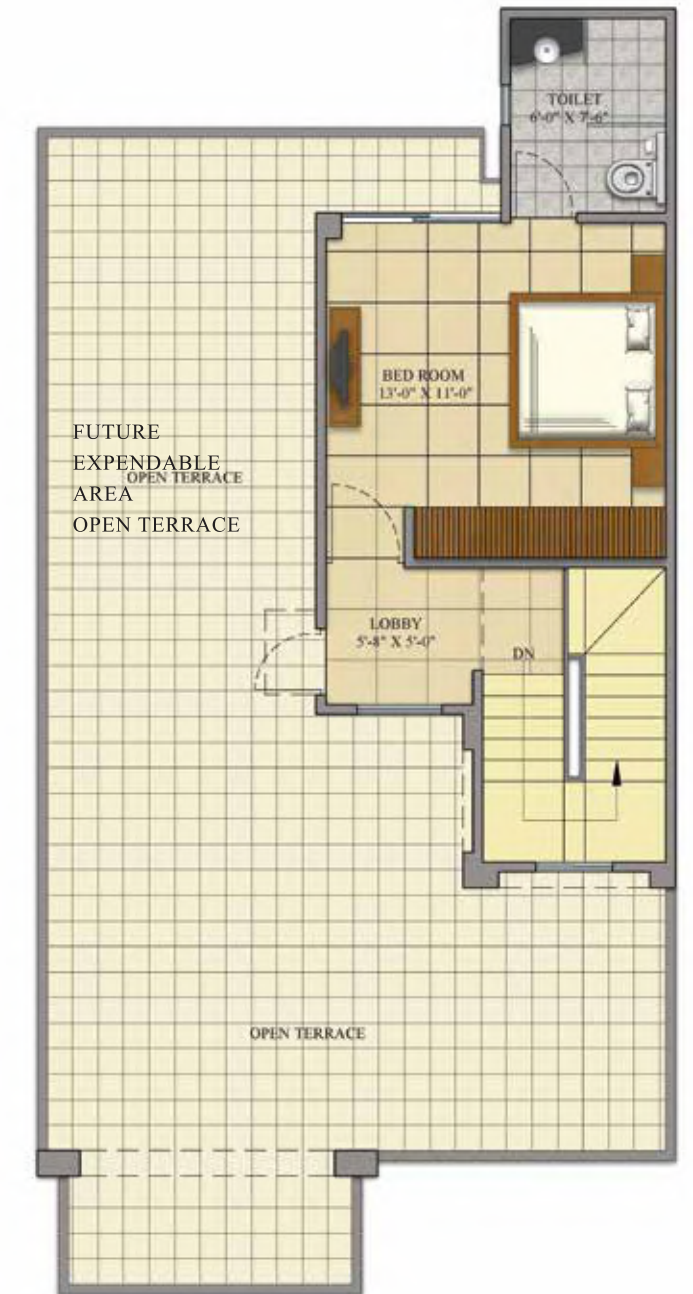 TOILET
6'-0" X 7'-6"
BED ROOM
13'-0" X 11'-0"
FUTURE
EXPENDABLE
OPEN TERRACE
AREA
OPEN TERRACE
LOBBY
5'-8" X 5'-0"
DN
OPEN TERRACE